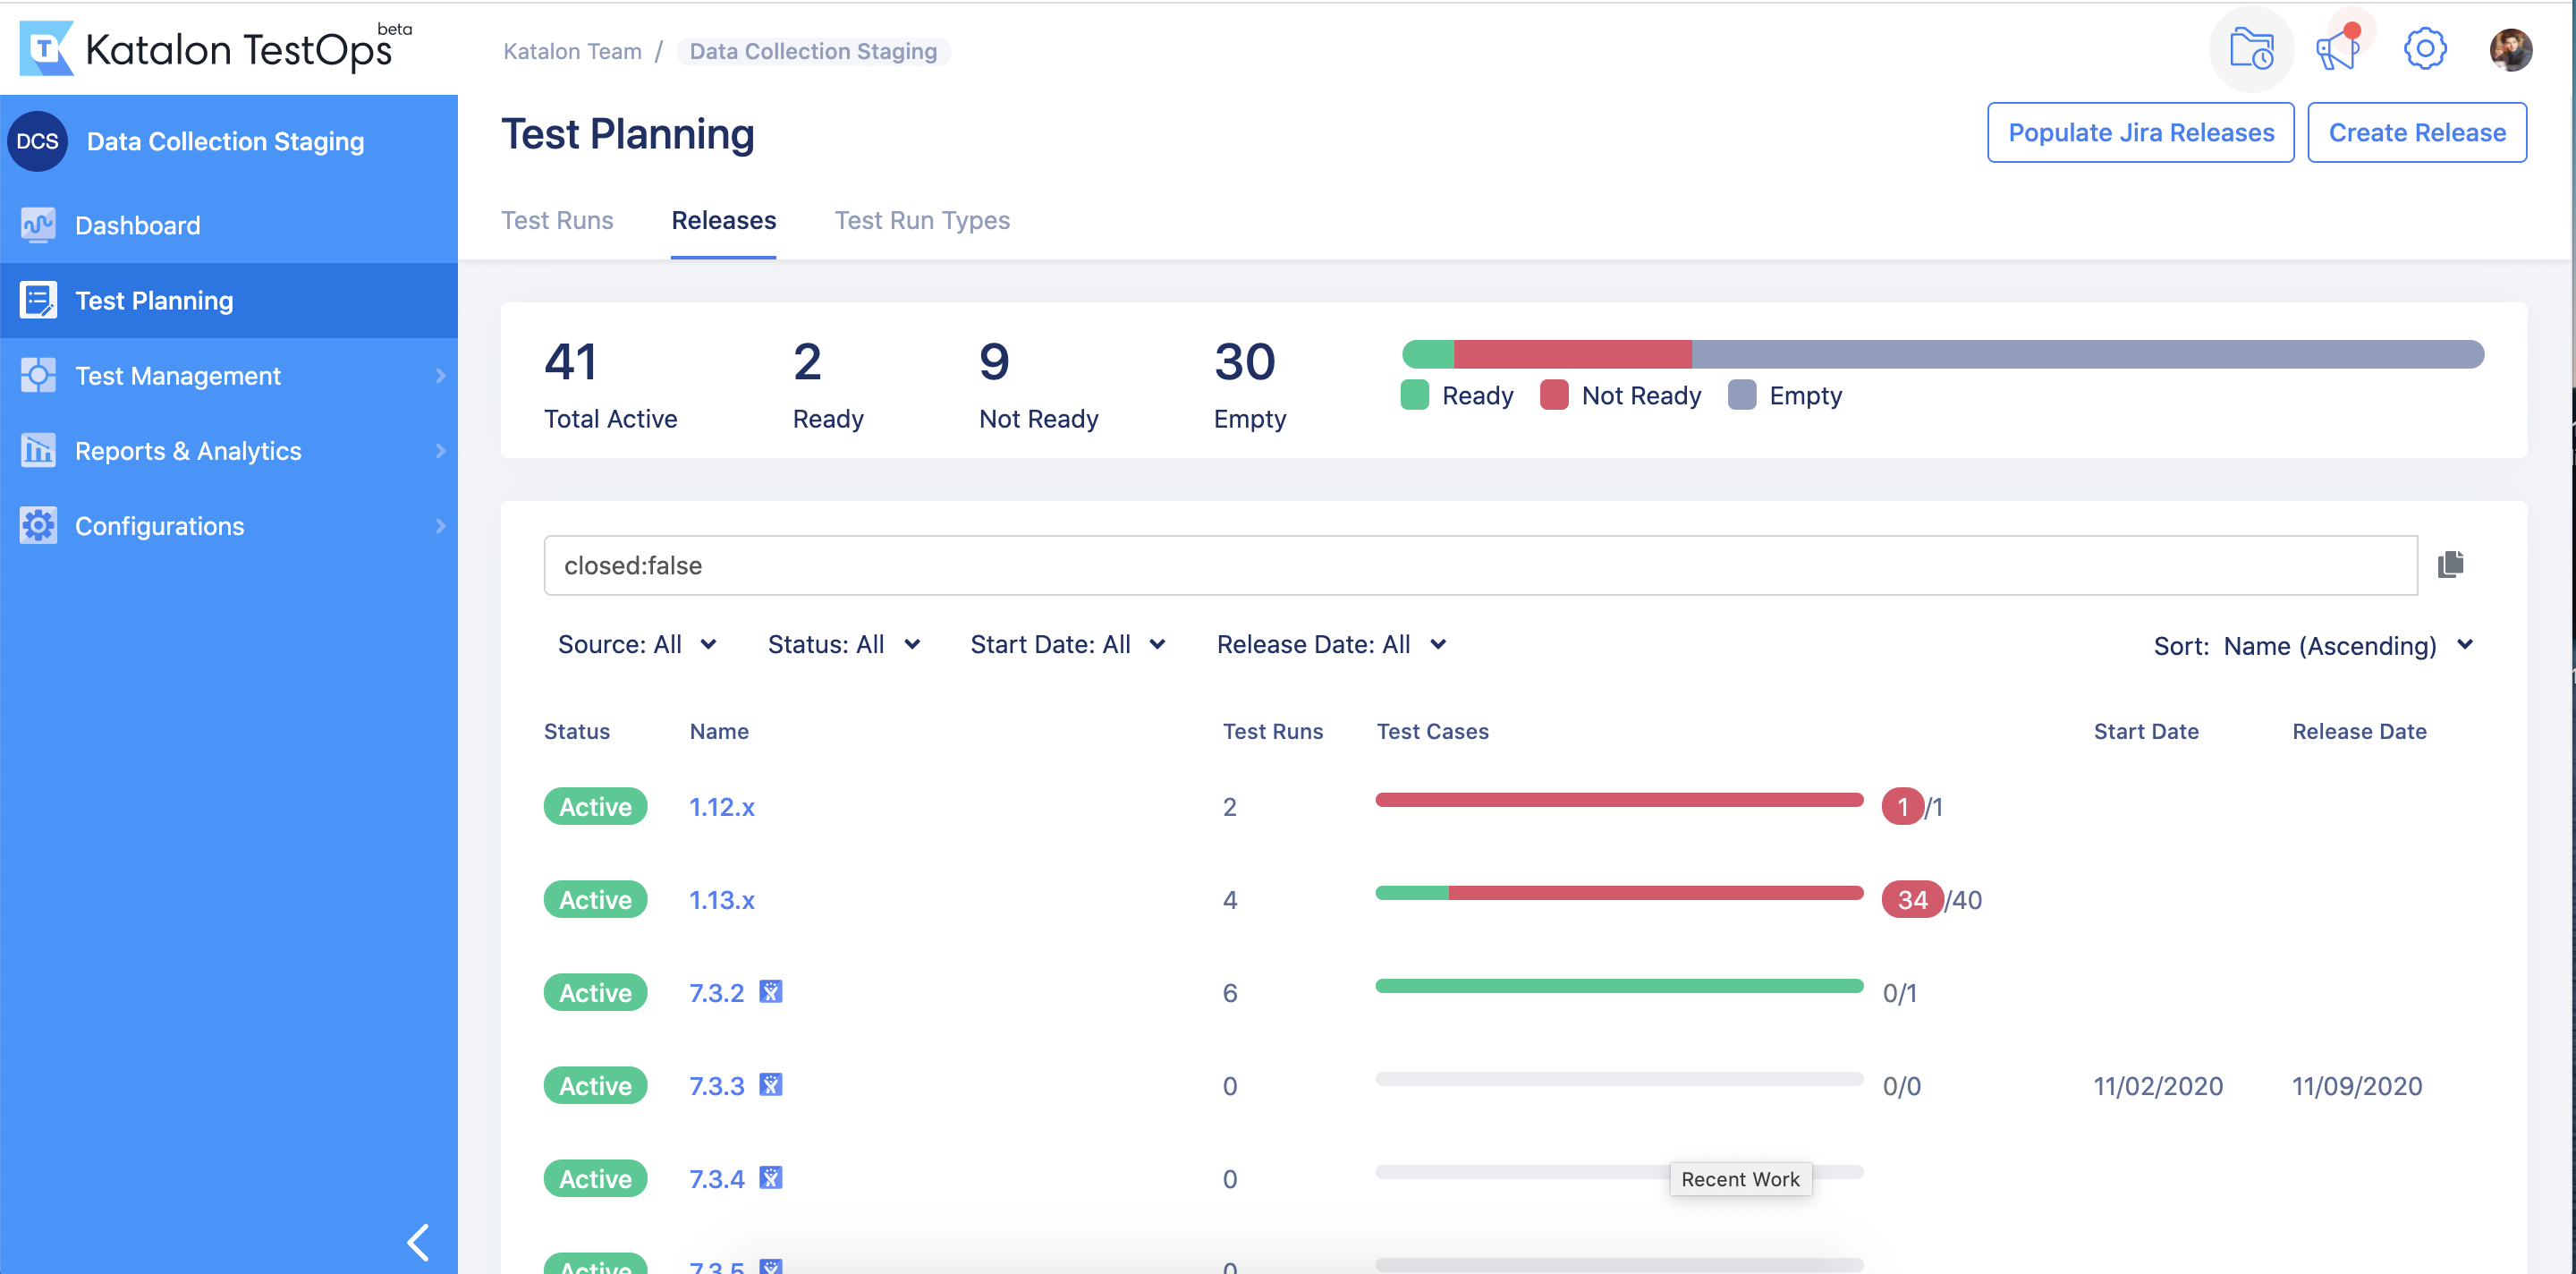 Katalon TestOps beta
Katalon Team / Data Collection Staging
DCS Data Collection Staging
Dashboard
Test Planning
Test Management
Reports & Analytics
Configurations
Test Planning
Populate Jira Releases
Create Release
Test Runs Releases Test Run Types
41 2 9 30
Total Active Ready Not Ready Empty
Ready Not Ready Empty
closed:false
Source: All Status: All Start Date: All Release Date: All Sort: Name (Ascending)
Status Name Test Runs Test Cases Start Date Release Date
Active 1.12.x 2 1/1
Active 1.13.x 4 34/40
Active 7.3.2 6 0/1
Active 7.3.3 0 0/0 11/02/2020 11/09/2020
Active 7.3.4 0
Recent Work
Active 7.3.5 0